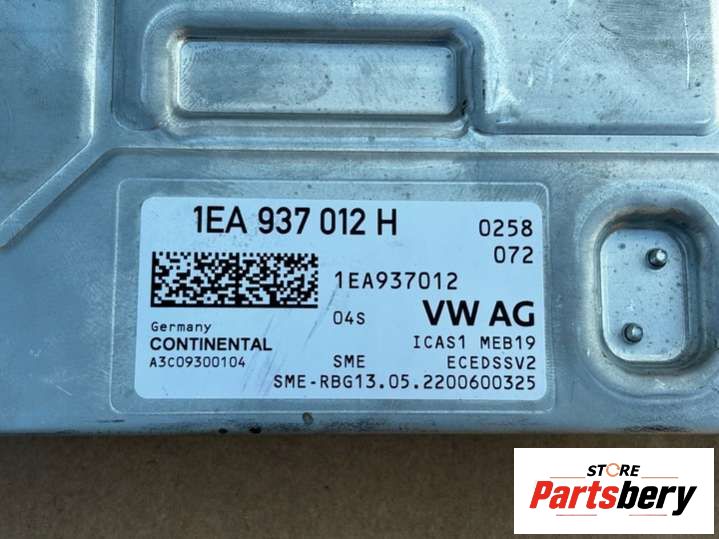 1EA 937 012 H
0258
072
1EA937012
04S
VW AG
Germany
CONTINENTAL
A3C09300104
ICAS1 MEB19
SME ECEDSSV2
SME-RBG13.05.2200600325
STORE
Partsbery